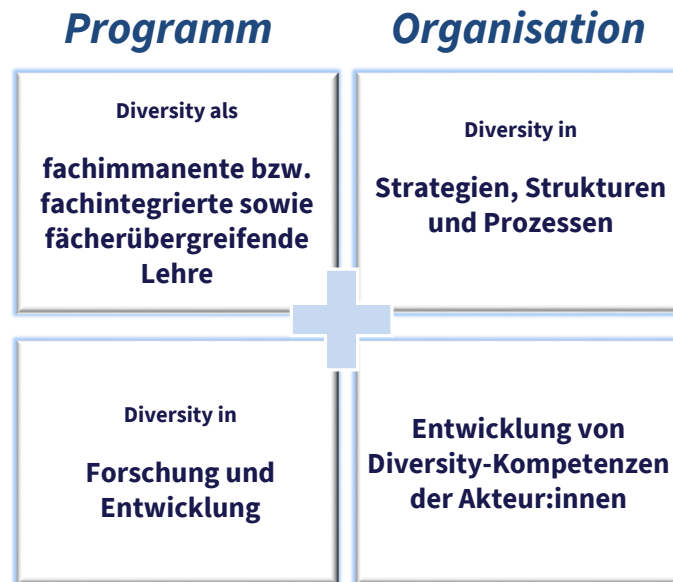 Programm
Organisation
Diversity als
fachimmanente bzw.
fachintegrierte sowie
fächerübergreifende
Lehre
Diversity in
Strategien, Strukturen
und Prozessen
Diversity in
Forschung und
Entwicklung
Entwicklung von
Diversity-Kompetenzen
der Akteur:innen